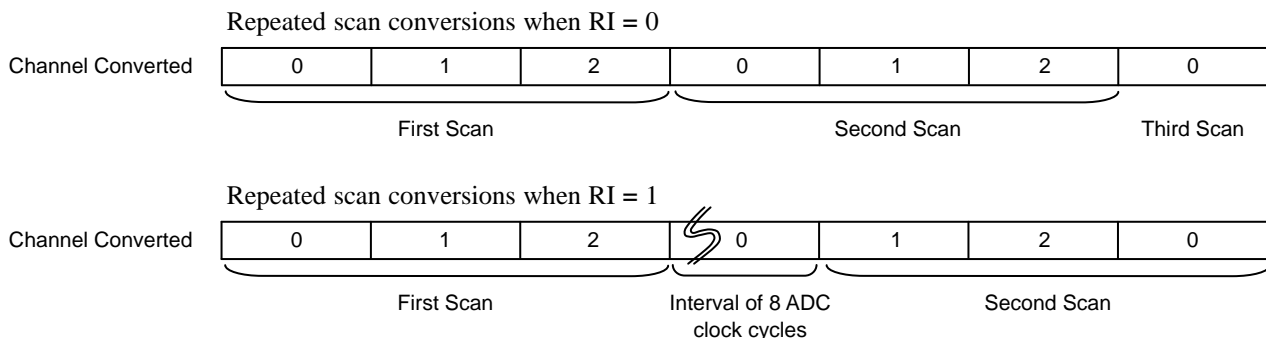 Repeated scan conversions when RI = 0
Channel Converted 0 1 2 0 1 2 0
First Scan Second Scan Third Scan
Repeated scan conversions when RI = 1
Channel Converted 0 1 2 0 1 2 0
First Scan Interval of 8 ADC Second Scan
clock cycles